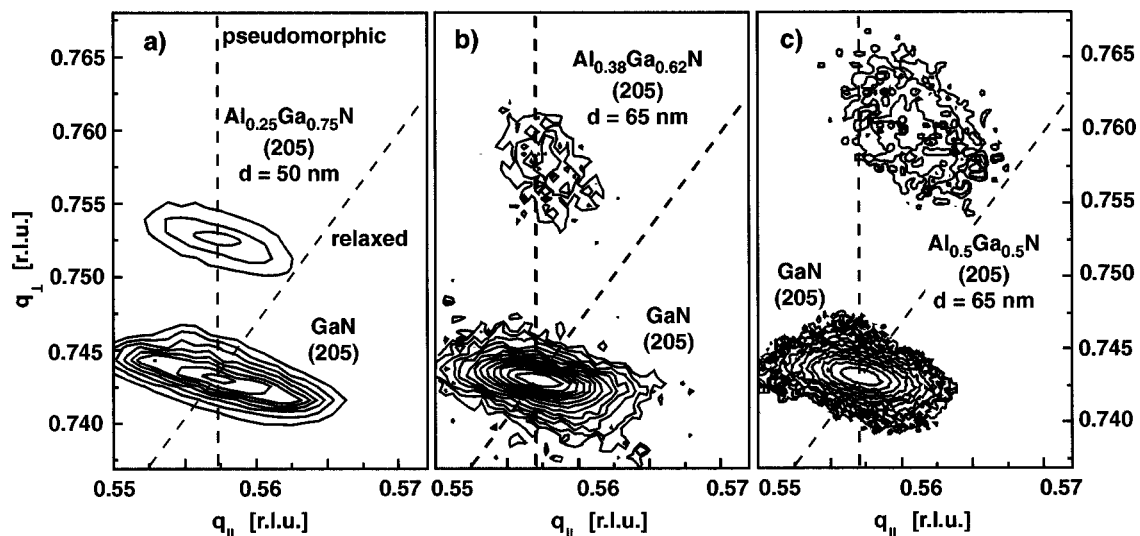 a)
pseudomorphic
Al0.25Ga0.75N
(205)
d = 50 nm
relaxed
GaN
(205)
0.765
0.760
0.755
0.750
0.745
0.740
q⊥ [r.l.u.]
0.55
0.56
0.57
q|| [r.l.u.]
b)
Al0.38Ga0.62N
(205)
d = 65 nm
GaN
(205)
0.55
0.56
0.57
q|| [r.l.u.]
c)
Al0.5Ga0.5N
(205)
d = 65 nm
GaN
(205)
0.765
0.760
0.755
0.750
0.745
0.740
0.55
0.56
0.57
q|| [r.l.u.]